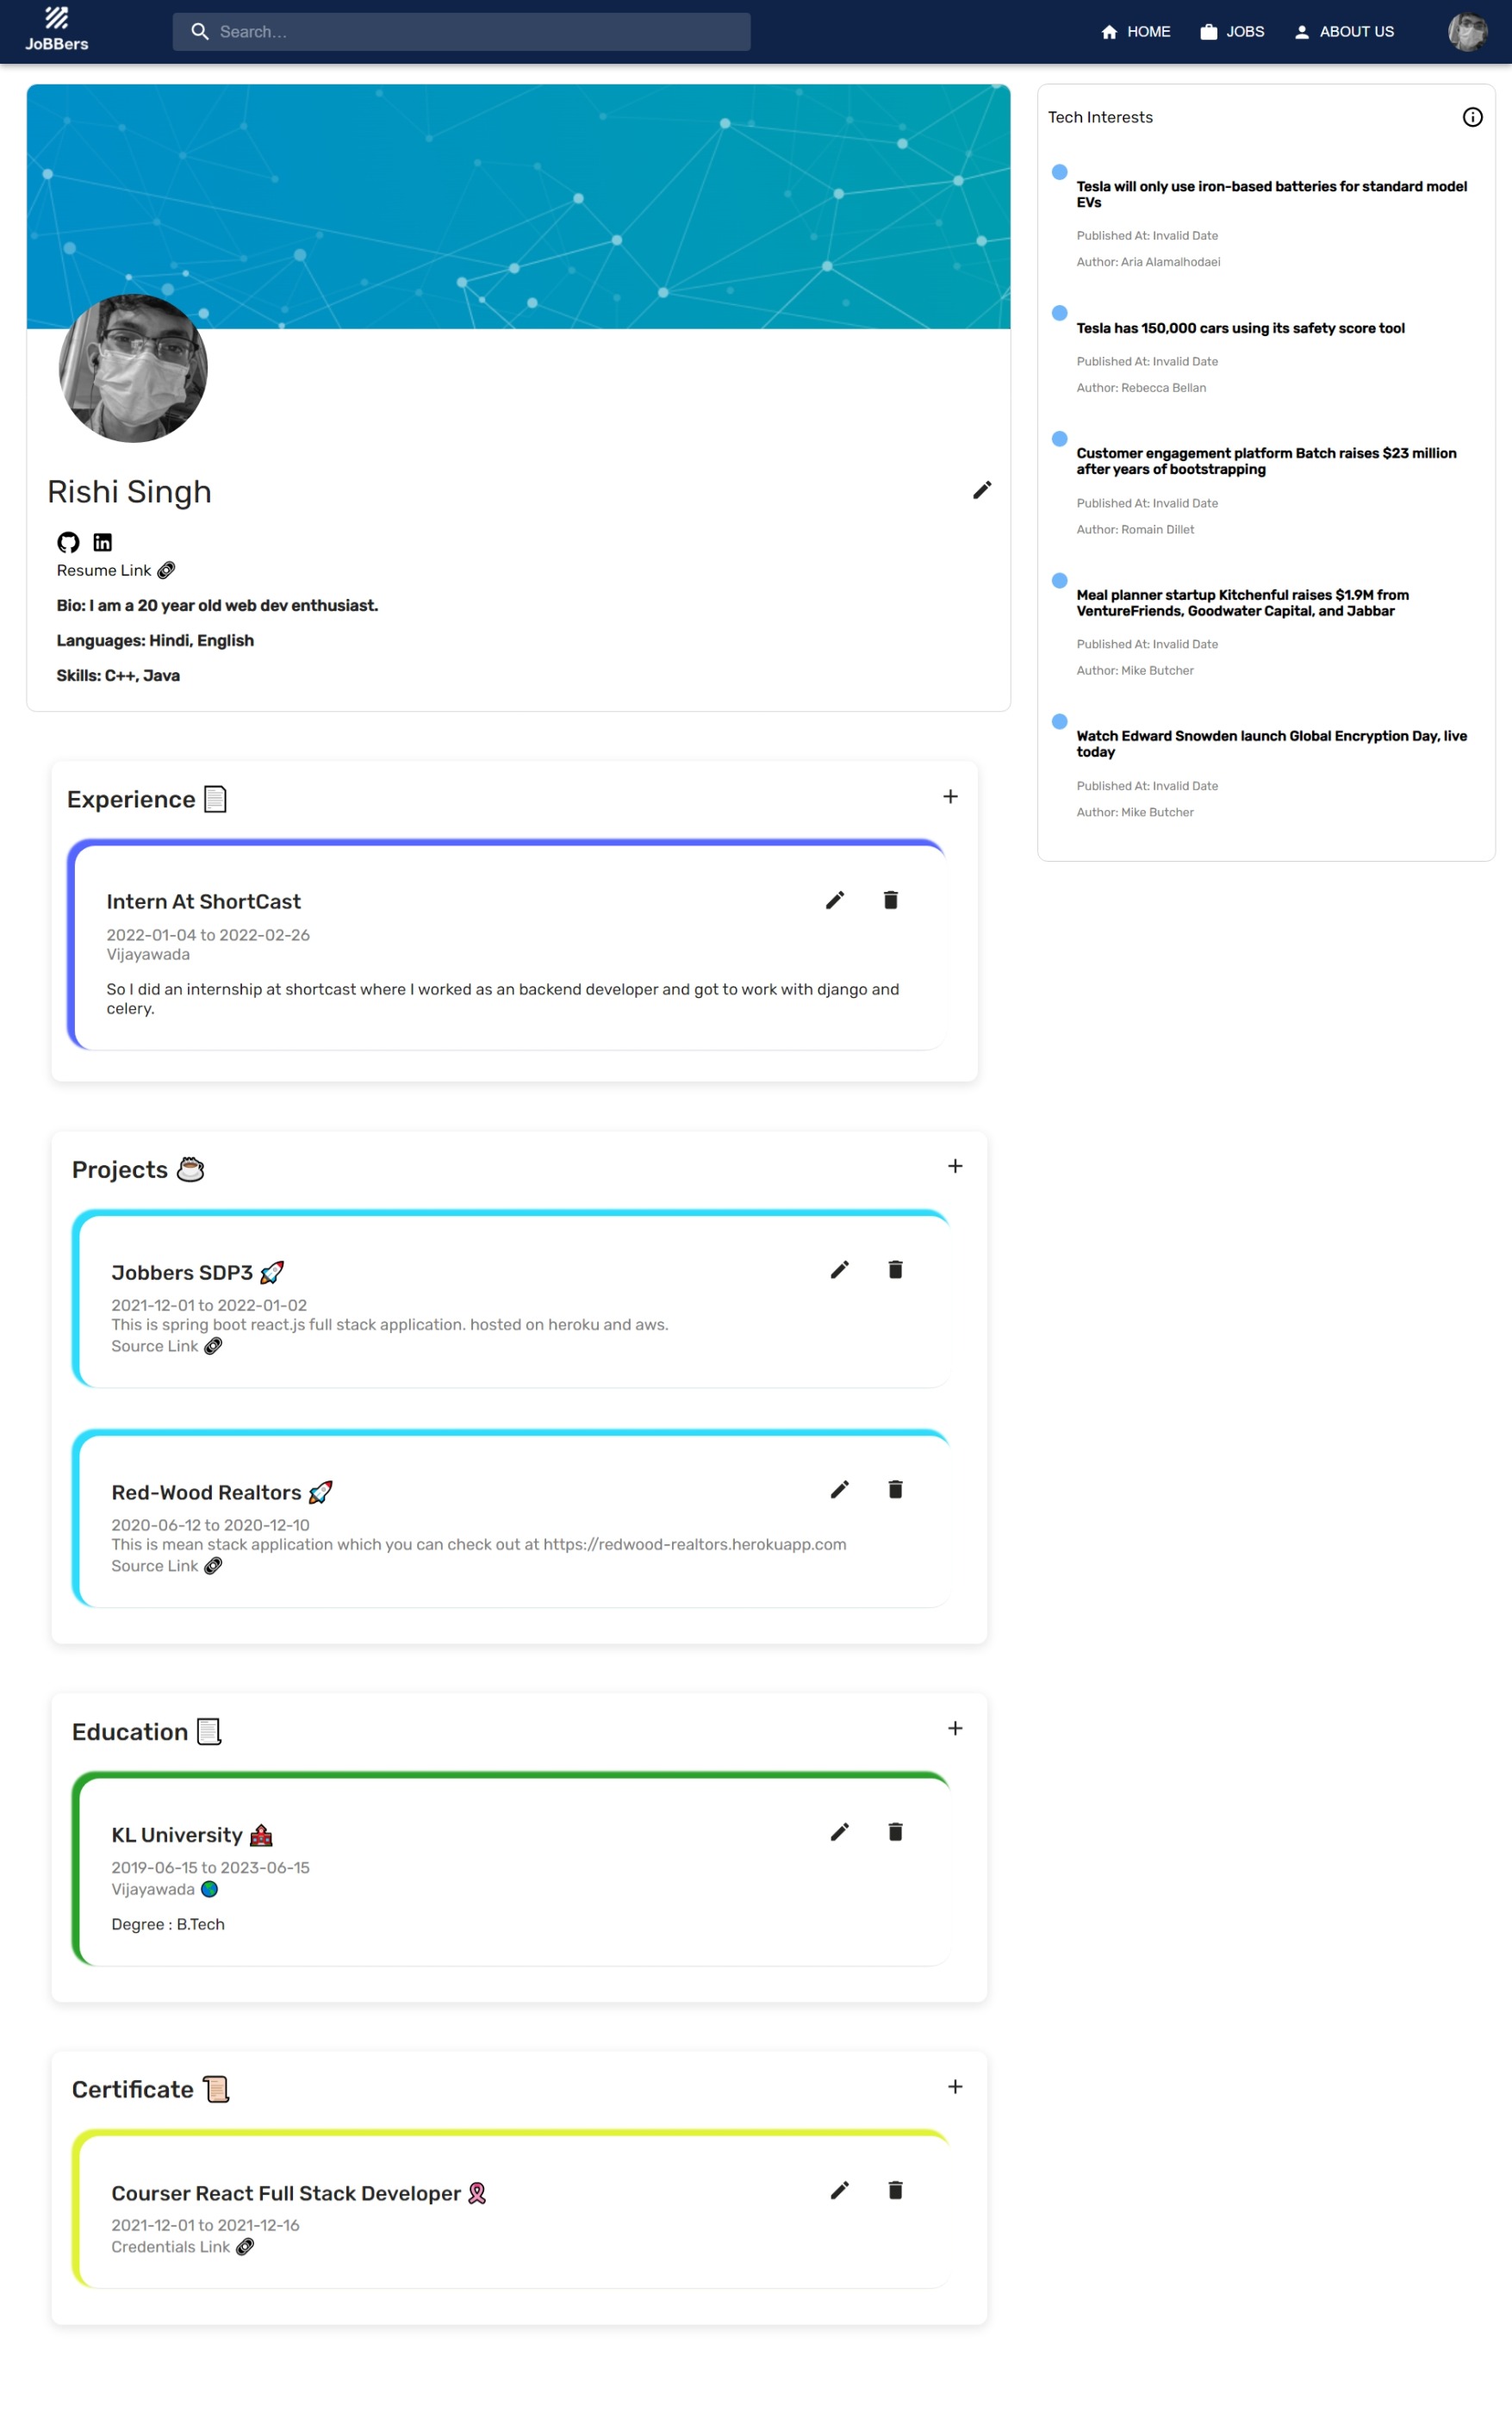 JoBBers
Search...
HOME
JOBS
ABOUT US
Rishi Singh
Resume Link
Bio: I am a 20 year old web dev enthusiast.
Languages: Hindi, English
Skills: C++, Java
Tech Interests
Tesla will only use iron-based batteries for standard model
EVs
Published At: Invalid Date
Author: Aria Alamalhodaei
Tesla has 150,000 cars using its safety score tool
Published At: Invalid Date
Author: Rebecca Bellan
Customer engagement platform Batch raises $23 million
after years of bootstrapping
Published At: Invalid Date
Author: Romain Dillet
Meal planner startup Kitchenful raises $1.9M from
VentureFriends, Goodwater Capital, and Jabbar
Published At: Invalid Date
Author: Mike Butcher
Watch Edward Snowden launch Global Encryption Day, live
today
Published At: Invalid Date
Author: Mike Butcher
Experience
Intern At ShortCast
2022-01-04 to 2022-02-26
Vijayawada
So I did an internship at shortcast where I worked as an backend developer and got to work with django and
celery.
Projects
Jobbers SDP3
2021-12-01 to 2022-01-02
This is spring boot react.js full stack application. hosted on heroku and aws.
Source Link
Red-Wood Realtors
2020-06-12 to 2020-12-10
This is mean stack application which you can check out at https://redwood-realtors.herokuapp.com
Source Link
Education
KL University
2019-06-15 to 2023-06-15
Vijayawada
Degree : B.Tech
Certificate
Courser React Full Stack Developer
2021-12-01 to 2021-12-16
Credentials Link